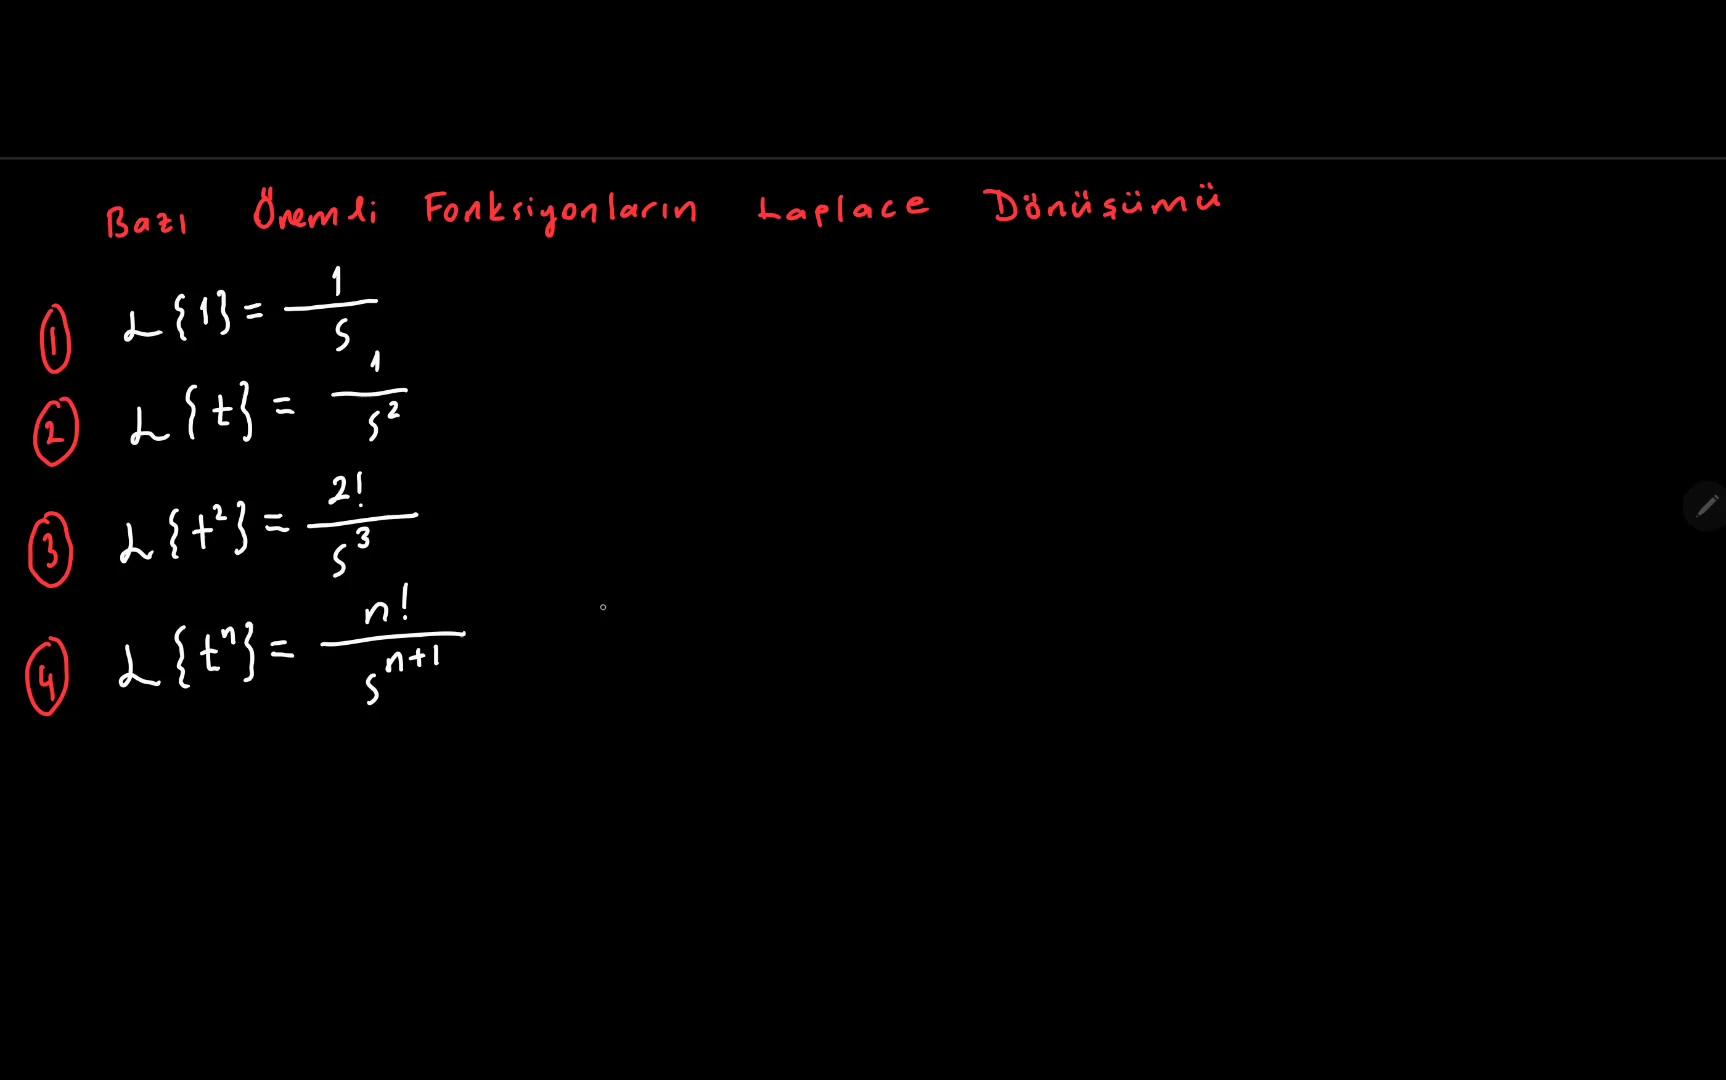 Bazı Önemli Fonksiyonların Laplace Dönüşümü
① L{1} = 1/s
② L{t} = 1/s²
③ L{t²} = 2!/s³
④ L{tⁿ} = n!/sⁿ⁺¹